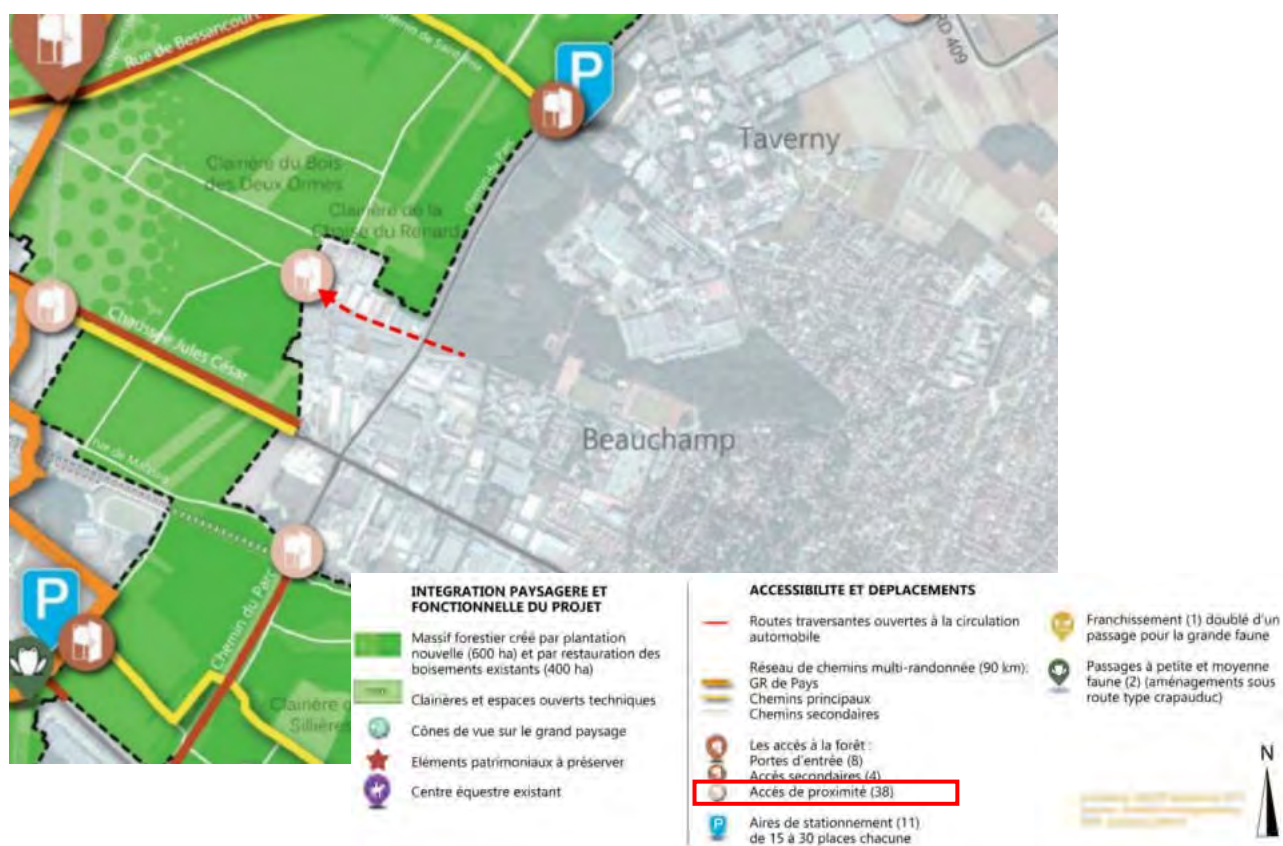 Rue de Bessancourt
RD 409
P
Taverny
Clairière du Bois
des Deux Ormes
Clairière de la
Chaise du Renard
Chemin du Parc
Chaussée Jules César
Beauchamp
P
Chemin du Parc
INTEGRATION PAYSAGERE ET
FONCTIONNELLE DU PROJET
Massif forestier créé par plantation
nouvelle (600 ha) et par restauration des
boisements existants (400 ha)
Clairières et espaces ouverts techniques
Cônes de vue sur le grand paysage
Eléments patrimoniaux à préserver
Centre équestre existant
ACCESSIBILITE ET DEPLACEMENTS
Routes traversantes ouvertes à la circulation
automobile
Réseau de chemins multi-randonnée (90 km):
GR de Pays
Chemins principaux
Chemins secondaires
Les accès à la forêt :
Portes d'entrée (8)
Accès secondaires (4)
Accès de proximité (38)
P
Aires de stationnement (11)
de 15 à 30 places chacune
Franchissement (1) doublé d'un
passage pour la grande faune
Passages à petite et moyenne
faune (2) (aménagements sous
route type crapauduc)
N